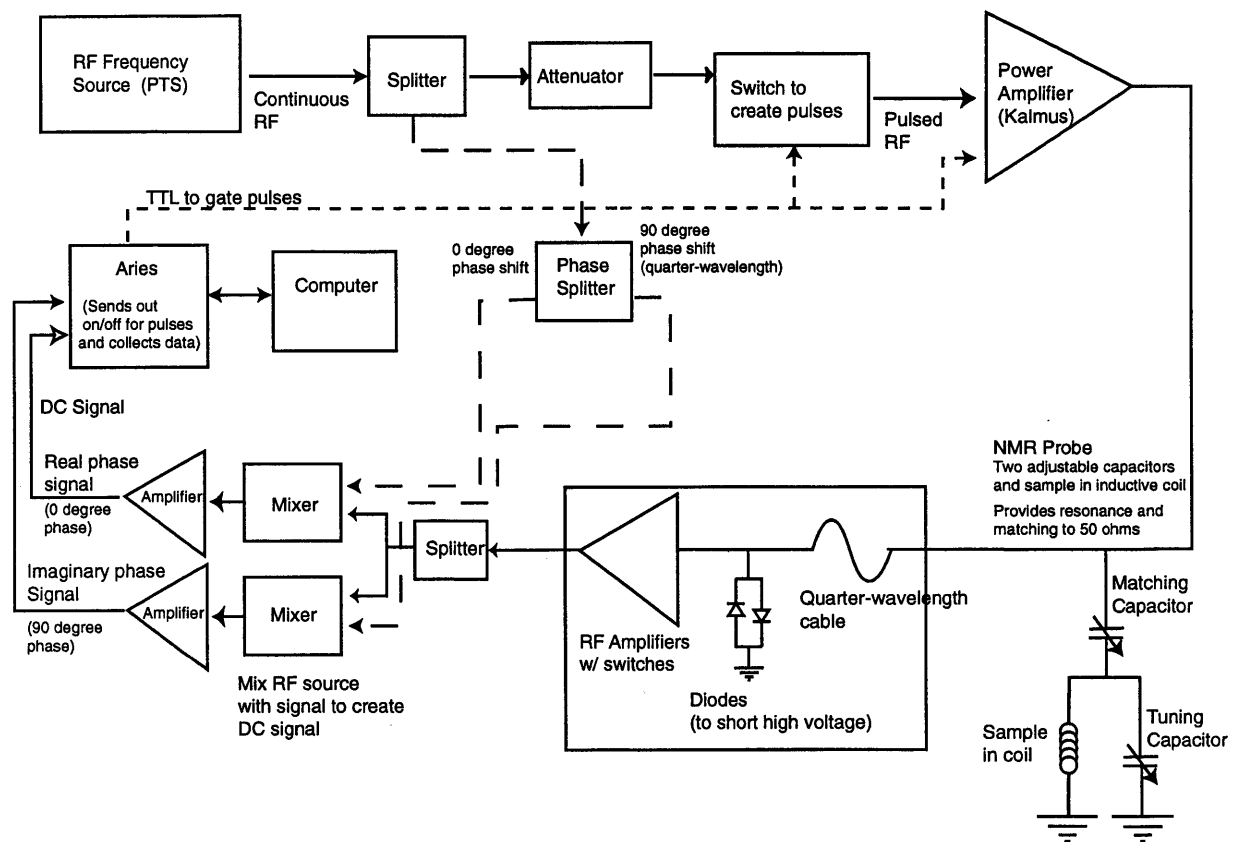 RF Frequency
Source (PTS)
Continuous
RF
Splitter
Attenuator
Switch to
create pulses
Pulsed
RF
Power
Amplifier
(Kalmus)
TTL to gate pulses
Aries
(Sends out
on/off for pulses
and collects data)
Computer
0 degree
phase shift
Phase
Splitter
90 degree
phase shift
(quarter-wavelength)
DC Signal
Real phase
signal
(0 degree
phase)
Amplifier
Mixer
Imaginary phase
Signal
(90 degree
phase)
Amplifier
Mixer
Mix RF source
with signal to create
DC signal
Splitter
RF Amplifiers
w/ switches
Diodes
(to short high voltage)
Quarter-wavelength
cable
NMR Probe
Two adjustable capacitors
and sample in inductive coil
Provides resonance and
matching to 50 ohms
Matching
Capacitor
Sample
in coil
Tuning
Capacitor